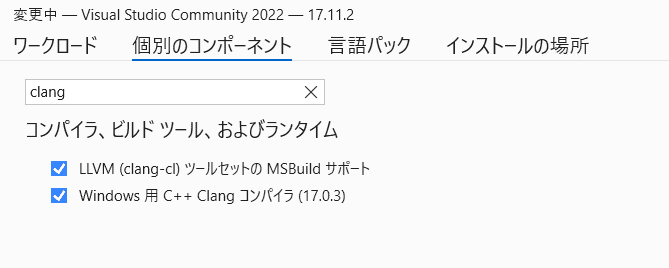 変更中 — Visual Studio Community 2022 — 17.11.2
ワークロード 個別のコンポーネント 言語パック インストールの場所
clang
コンパイラ、ビルド ツール、およびランタイム
LLVM (clang-cl) ツールセットの MSBuild サポート
Windows 用 C++ Clang コンパイラ (17.0.3)